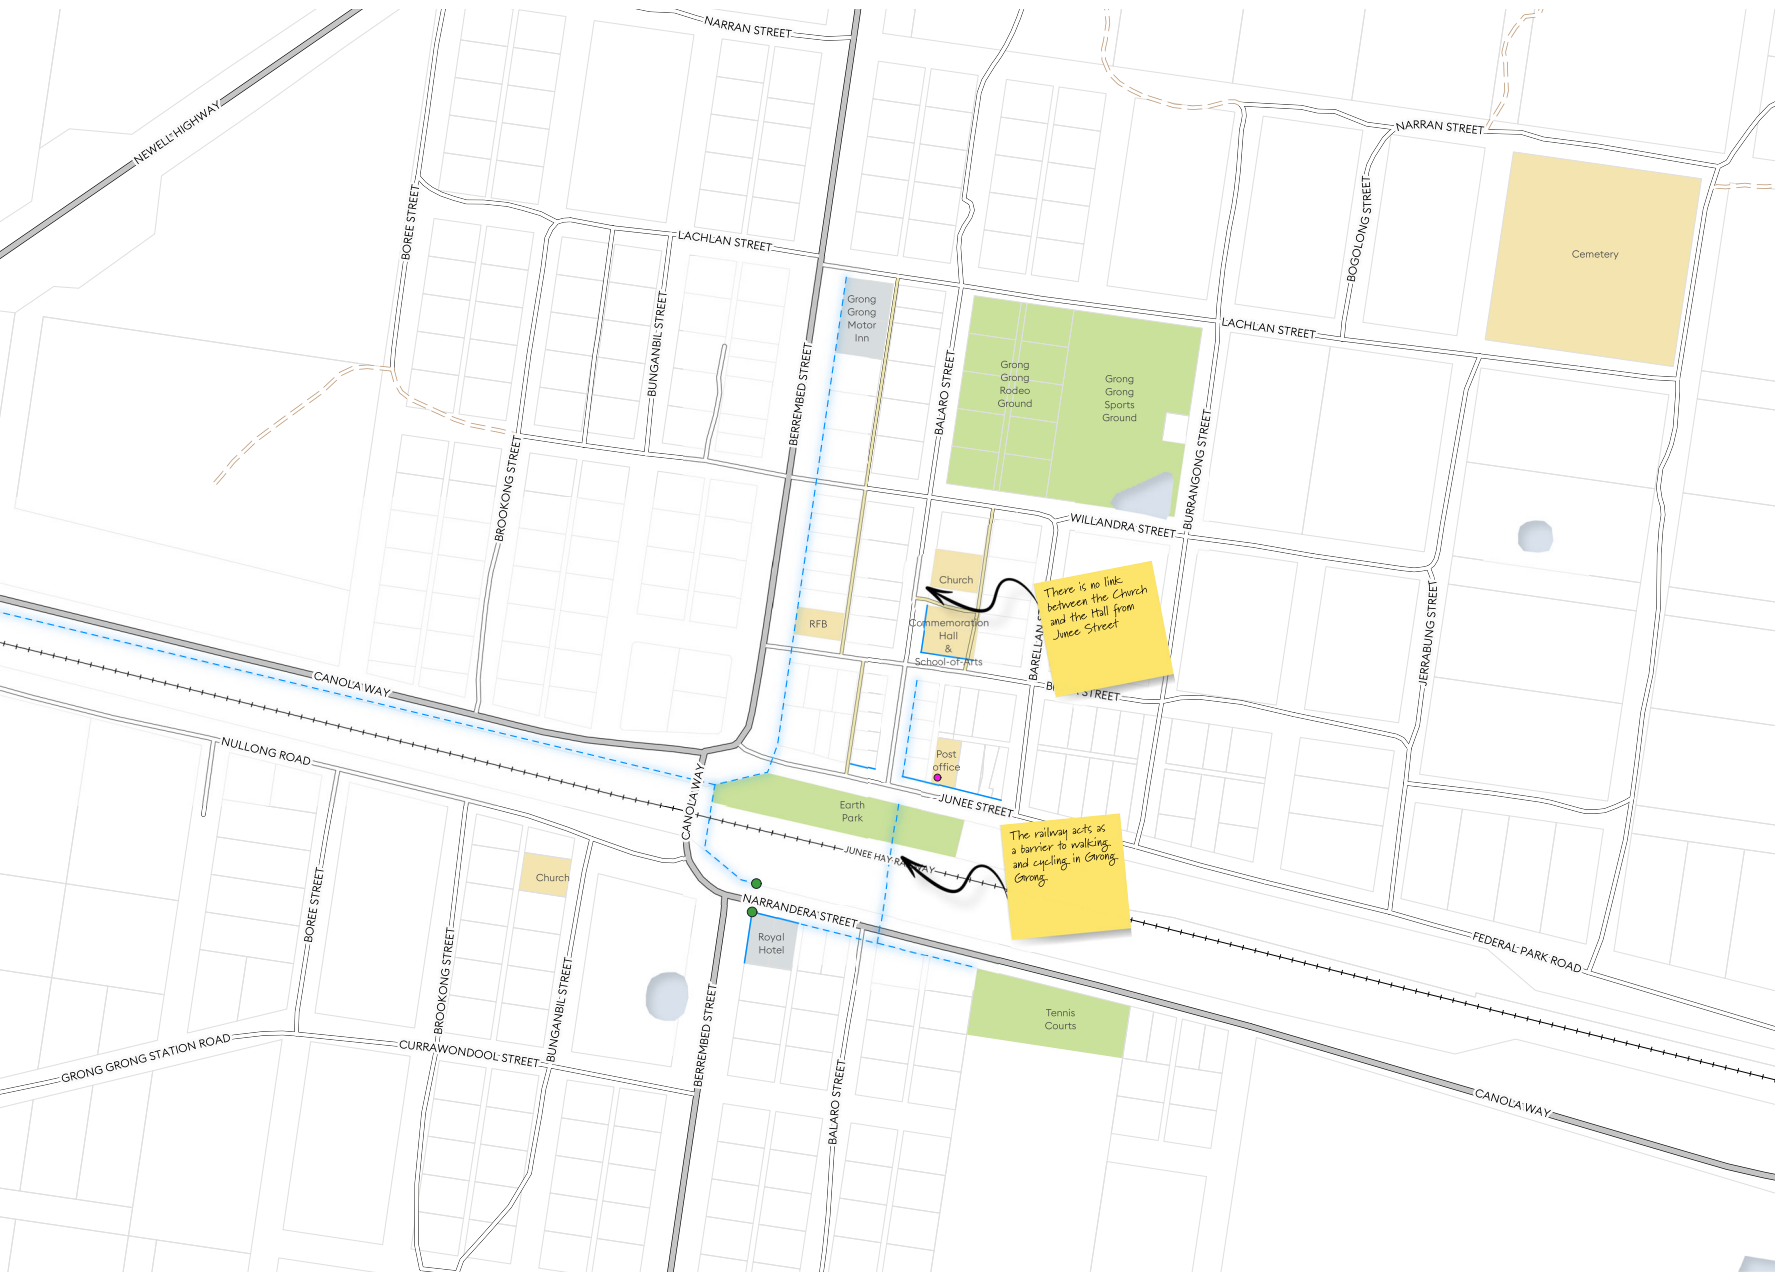 NARRAN STREET
NEWELL HIGHWAY
NARRAN STREET
BOREE STREET
BOGOLONG STREET
LACHLAN STREET
Cemetery
Grong
Grong
Motor
Inn
LACHLAN STREET
BUNGANBIL STREET
BERREMBED STREET
BALARO STREET
Grong
Grong
Rodeo
Ground
Grong
Grong
Sports
Ground
BURRANGONG STREET
BROOKONG STREET
WILLANDRA STREET
Church
There is no link
between the Church
and the Hall from
Junee Street
RFB
Commemoration
Hall
&
School-of-Arts
BARELLAN S
JERRABUNG STREET
CANOLA WAY
STREET
NULLONG ROAD
Post
office
CANOLA WAY
JUNEE STREET
Earth
Park
The railway acts as
a barrier to walking
and cycling in Grong
Grong.
JUNEE HAY RAILWAY
Church
BOREE STREET
NARRANDERA STREET
Royal
Hotel
FEDERAL PARK ROAD
BROOKONG STREET
BUNGANBIL STREET
BERREMBED STREET
Tennis
Courts
GRONG GRONG STATION ROAD
CURRAWONDOOL STREET
BALARO STREET
CANOLA WAY